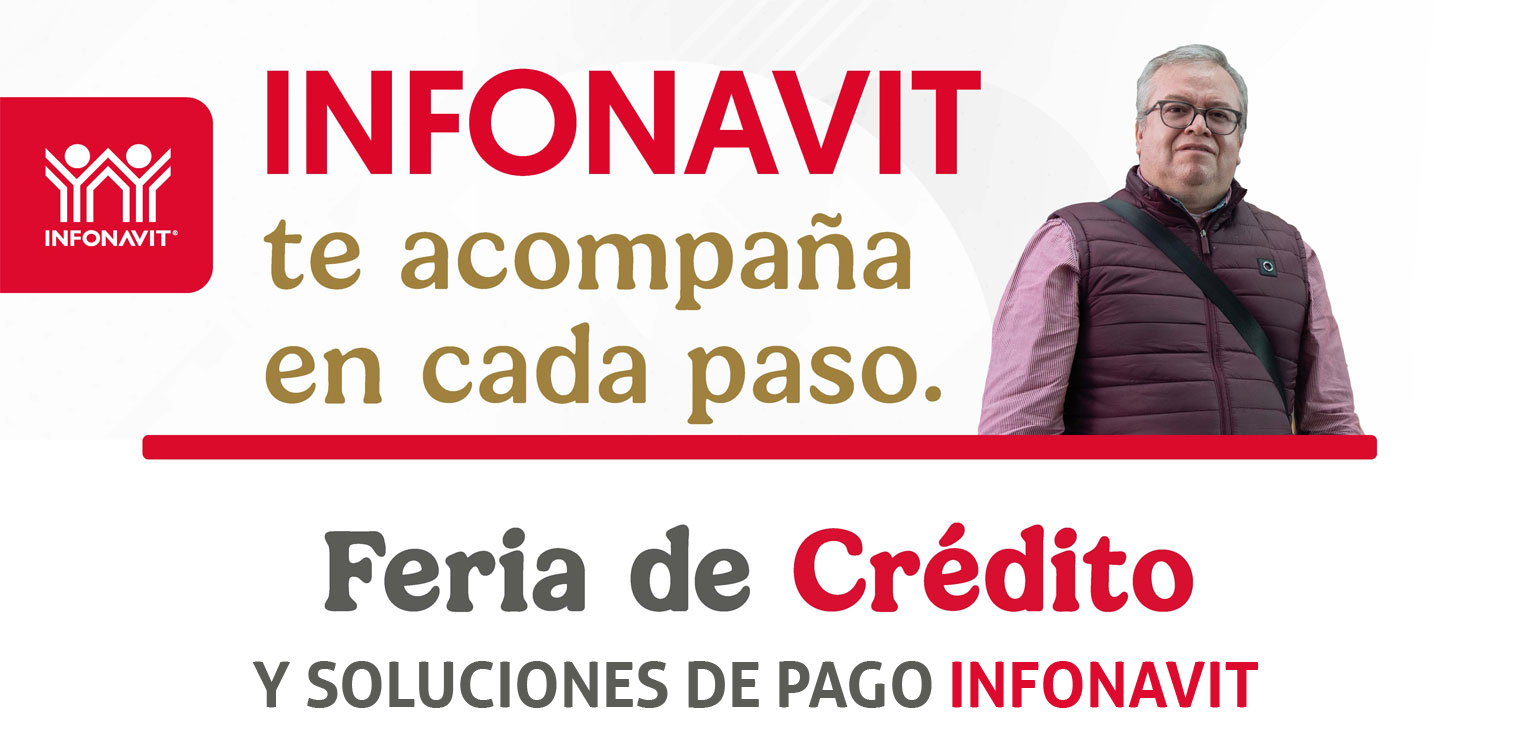 INFONAVIT®
INFONAVIT
te acompaña
en cada paso.
Feria de Crédito
Y SOLUCIONES DE PAGO INFONAVIT